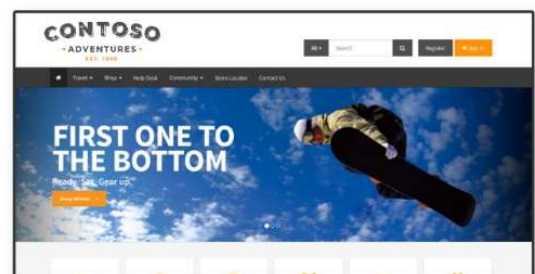 CONTOSO
- ADVENTURES -
EST. 1999
All
Search
Register
Sign In
Travel
Shop
Help Desk
Community
Store Locator
Contact Us
FIRST ONE TO
THE BOTTOM
Ready. Set. Gear up.
Shop Winter